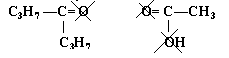 C₃H₇ —C=O O=C—CH₃
C₃H₇ OH